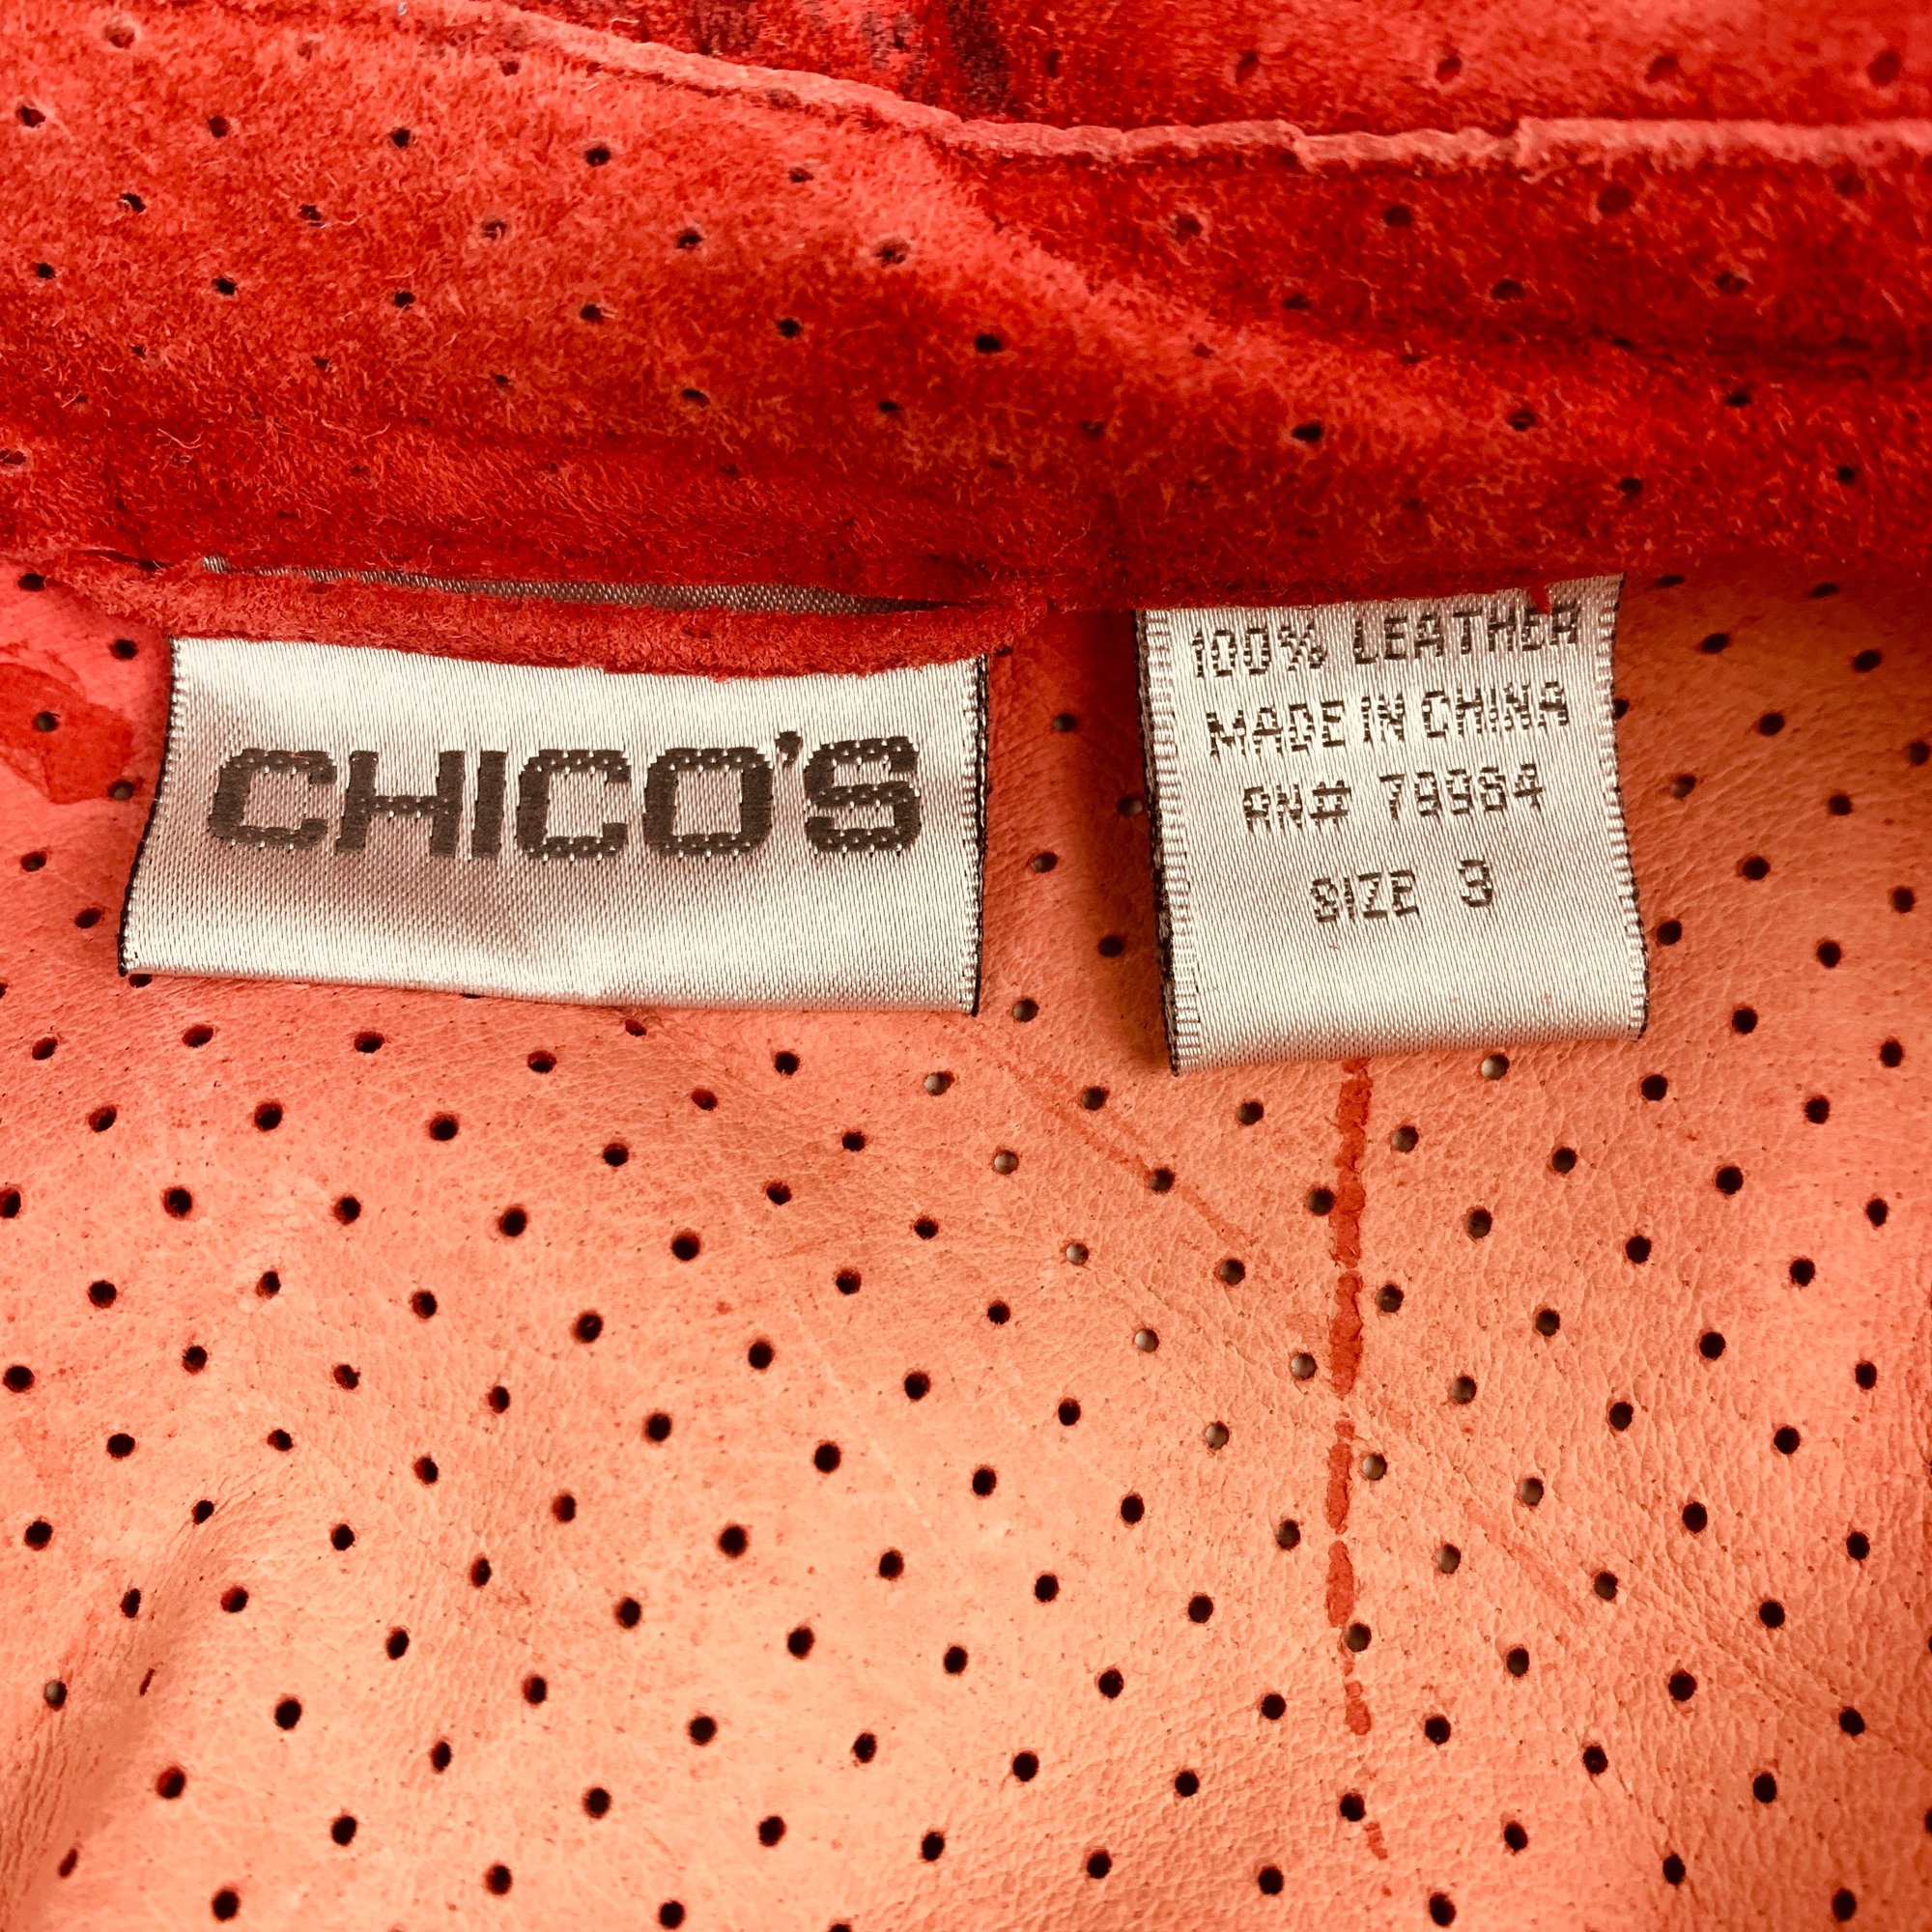 CHICO'S
100% LEATHER
MADE IN CHINA
RN# 79964
SIZE 3